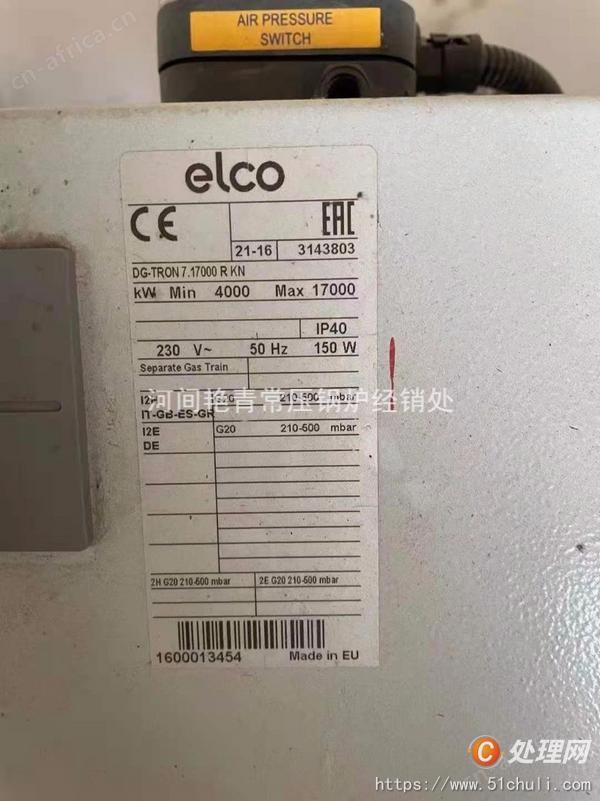 AIR PRESSURE
SWITCH
cn-africa.cn
elco
CE
EAC
21-16 3143803
DG-TRON 7.17000 R KN
kW Min 4000 Max 17000
IP40
230 V~ 50 Hz 150 W
Separate Gas Train
G20 210-500 mbar
河间艳青常压锅炉经销处
IT-GB-ES-GR
I2E G20 210-500 mbar
DE
2H G20 210-500 mbar 2E G20 210-500 mbar
1600013454 Made in EU
C 处理网
https://www.51chuli.com/